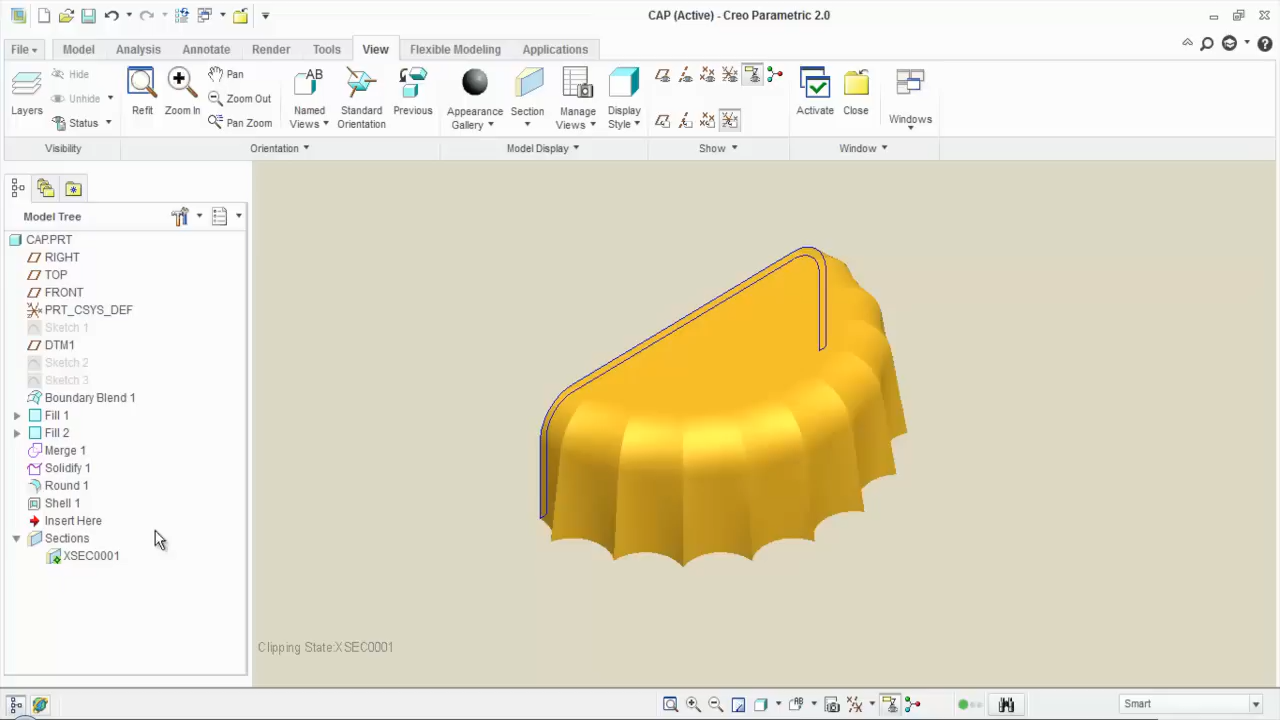 CAP (Active) - Creo Parametric 2.0
File Model Analysis Annotate Render Tools View Flexible Modeling Applications
Layers
Hide
Unhide
Status
Refit
Zoom In
Pan
Zoom Out
Pan Zoom
AB
Named Views
Standard Orientation
Previous
Appearance Gallery
Section
Manage Views
Display Style
Activate
Close
Windows
Visibility Orientation Model Display Show Window
Model Tree
CAP.PRT
RIGHT
TOP
FRONT
PRT_CSYS_DEF
Sketch 1
DTM1
Sketch 2
Sketch 3
Boundary Blend 1
Fill 1
Fill 2
Merge 1
Solidify 1
Round 1
Shell 1
Insert Here
Sections
XSEC0001
Clipping State:XSEC0001
Smart